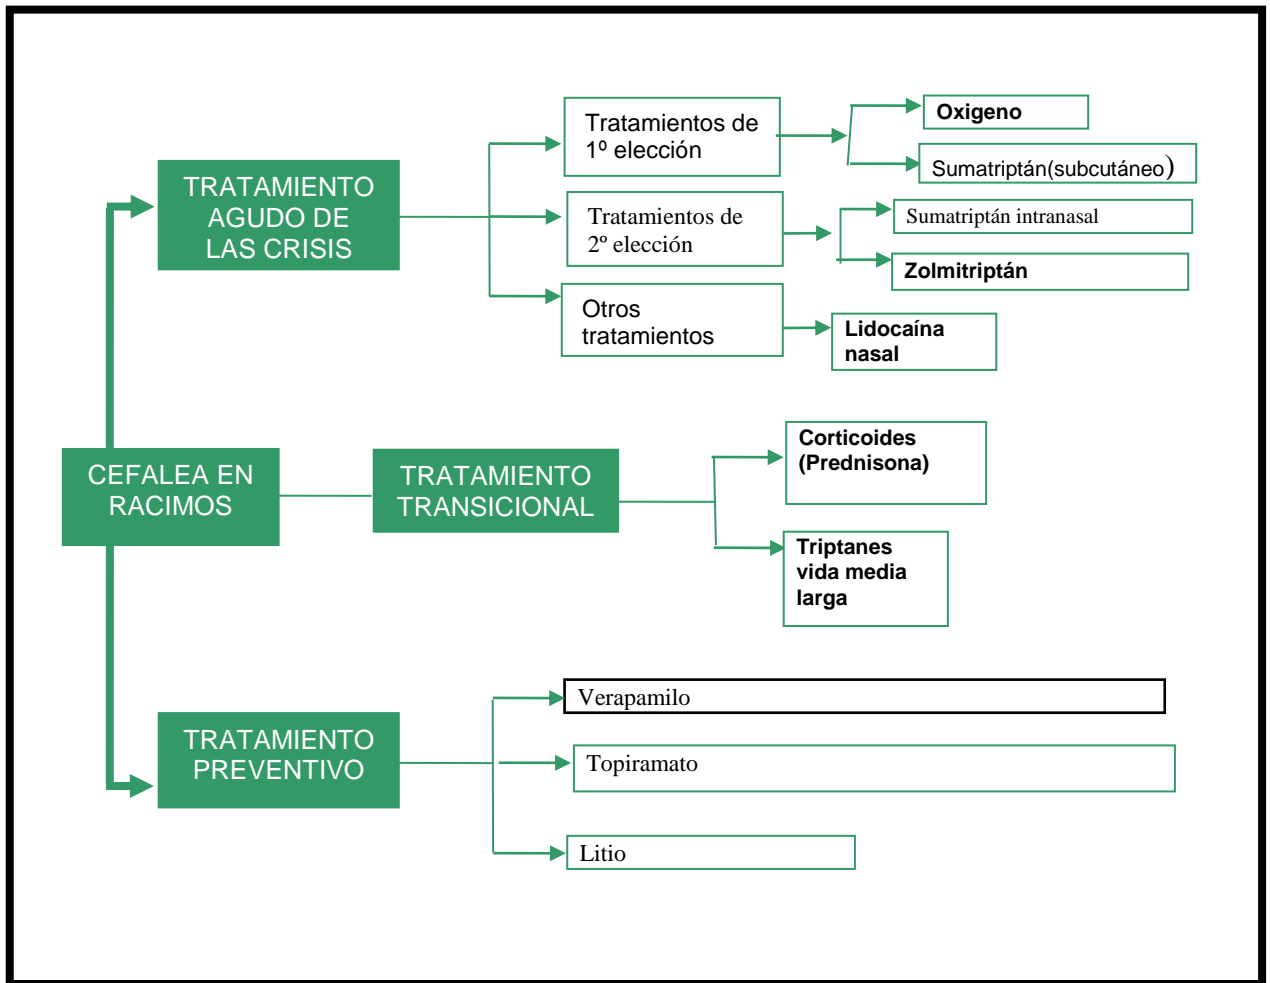 TRATAMIENTO
AGUDO DE
LAS CRISIS
Tratamientos de
1º elección
Oxigeno
Sumatriptán(subcutáneo)
Tratamientos de
2º elección
Sumatriptán intranasal
Zolmitriptán
Otros
tratamientos
Lidocaína
nasal
CEFALEA EN
RACIMOS
TRATAMIENTO
TRANSICIONAL
Corticoides
(Prednisona)
Triptanes
vida media
larga
TRATAMIENTO
PREVENTIVO
Verapamilo
Topiramato
Litio